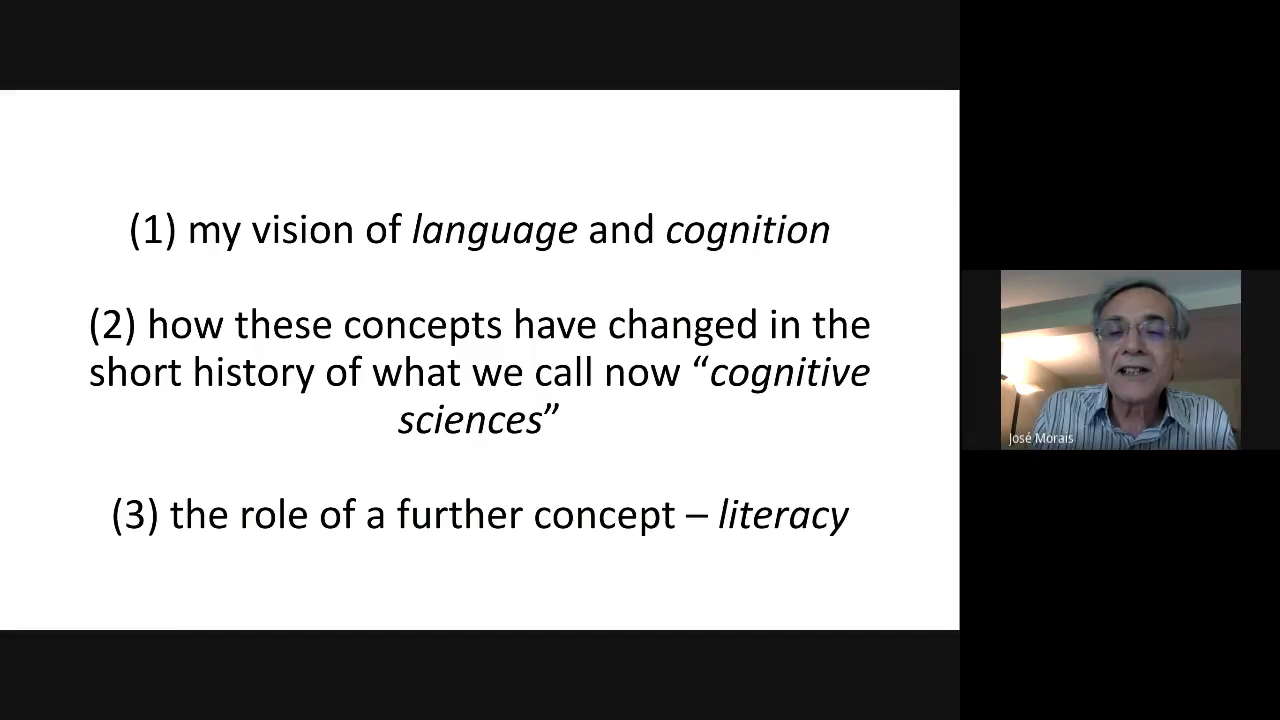 (1) my vision of language and cognition
(2) how these concepts have changed in the
short history of what we call now “cognitive
sciences”
(3) the role of a further concept – literacy
José Morais